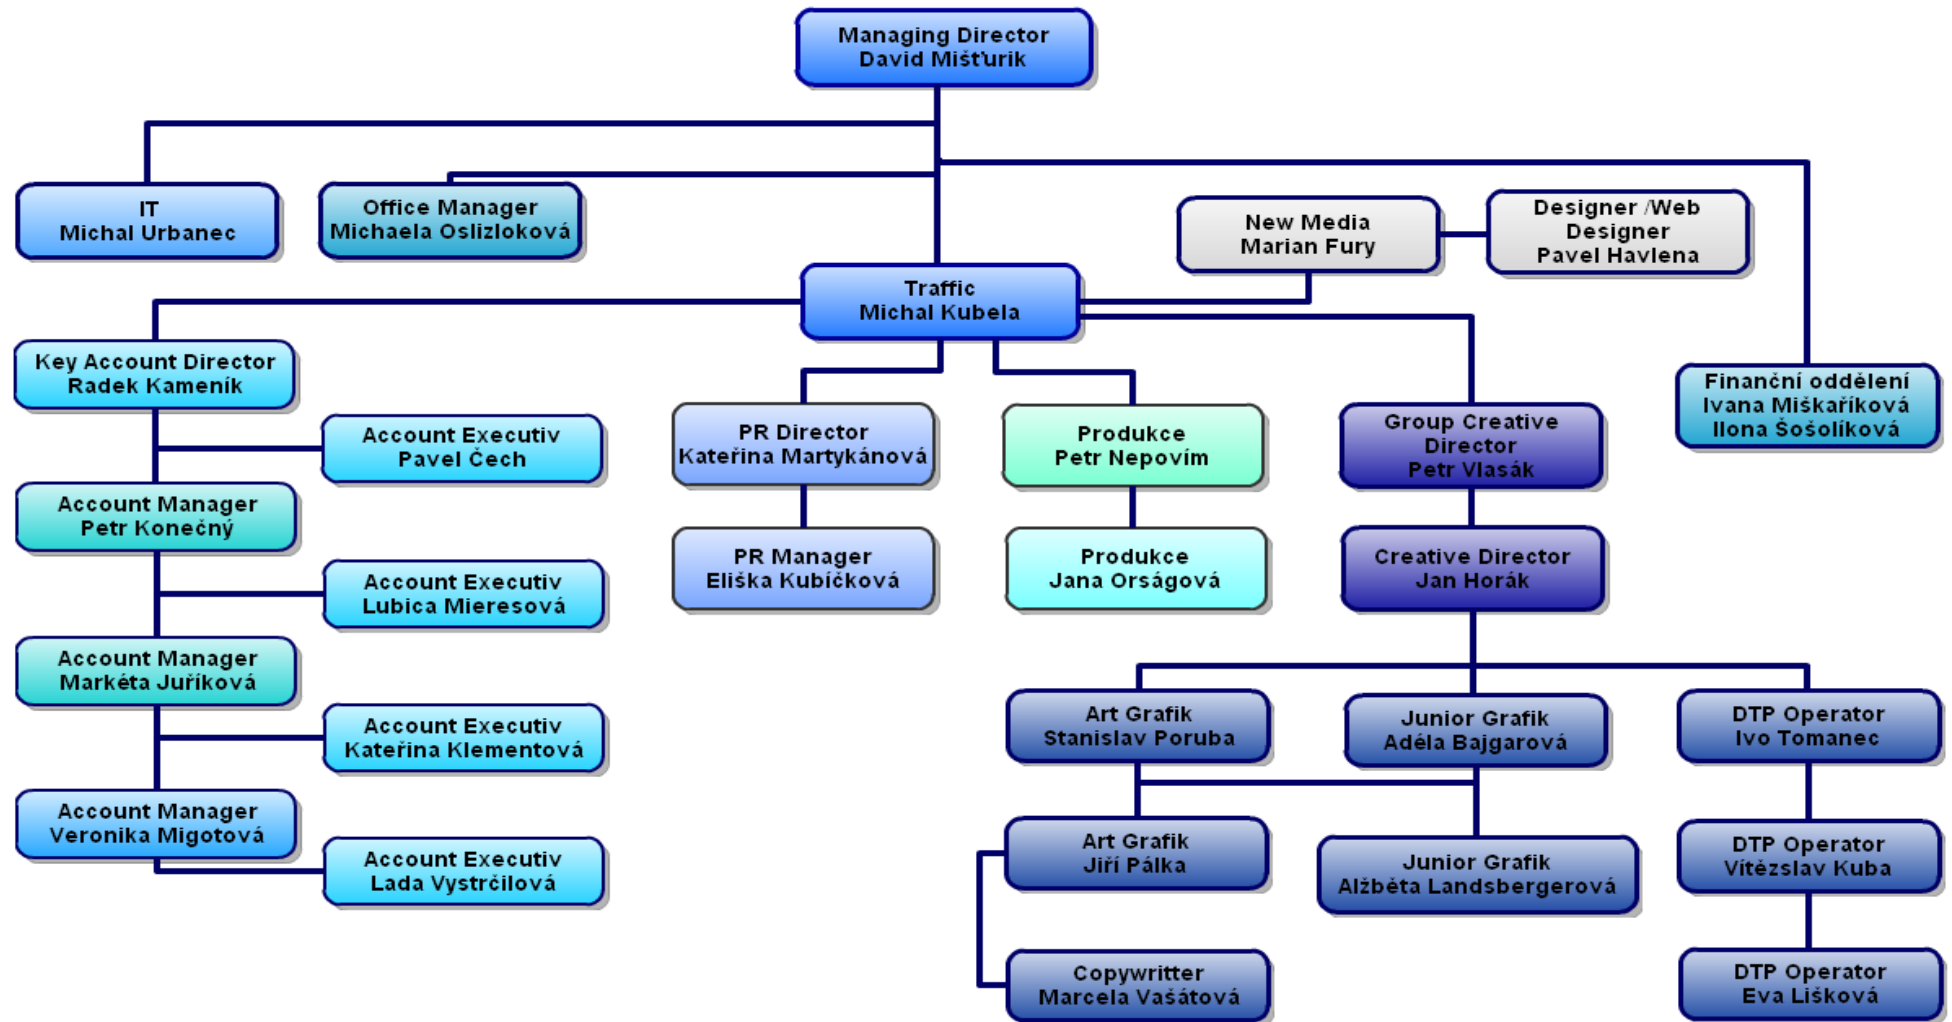 Managing Director
David Mišťurik
IT
Michal Urbanec
Office Manager
Michaela Oslizloková
New Media
Marian Fury
Designer /Web
Designer
Pavel Havlena
Traffic
Michal Kubela
Key Account Director
Radek Kameník
Account Executiv
Pavel Čech
Account Manager
Petr Konečný
Account Executiv
Lubica Mieresová
Account Manager
Markéta Juříková
Account Executiv
Kateřina Klementová
Account Manager
Veronika Migotová
Account Executiv
Lada Vystrčilová
PR Director
Kateřina Martykánová
PR Manager
Eliška Kubíčková
Produkce
Petr Nepovím
Produkce
Jana Orságová
Group Creative
Director
Petr Vlasák
Creative Director
Jan Horák
Finanční oddělení
Ivana Miškaříková
Ilona Šošolíková
Art Grafik
Stanislav Poruba
Junior Grafik
Adéla Bajgarová
DTP Operator
Ivo Tomanec
Art Grafik
Jiří Pálka
Junior Grafik
Alžběta Landsbergerová
DTP Operator
Vítězslav Kuba
Copywritter
Marcela Vašátová
DTP Operator
Eva Lišková